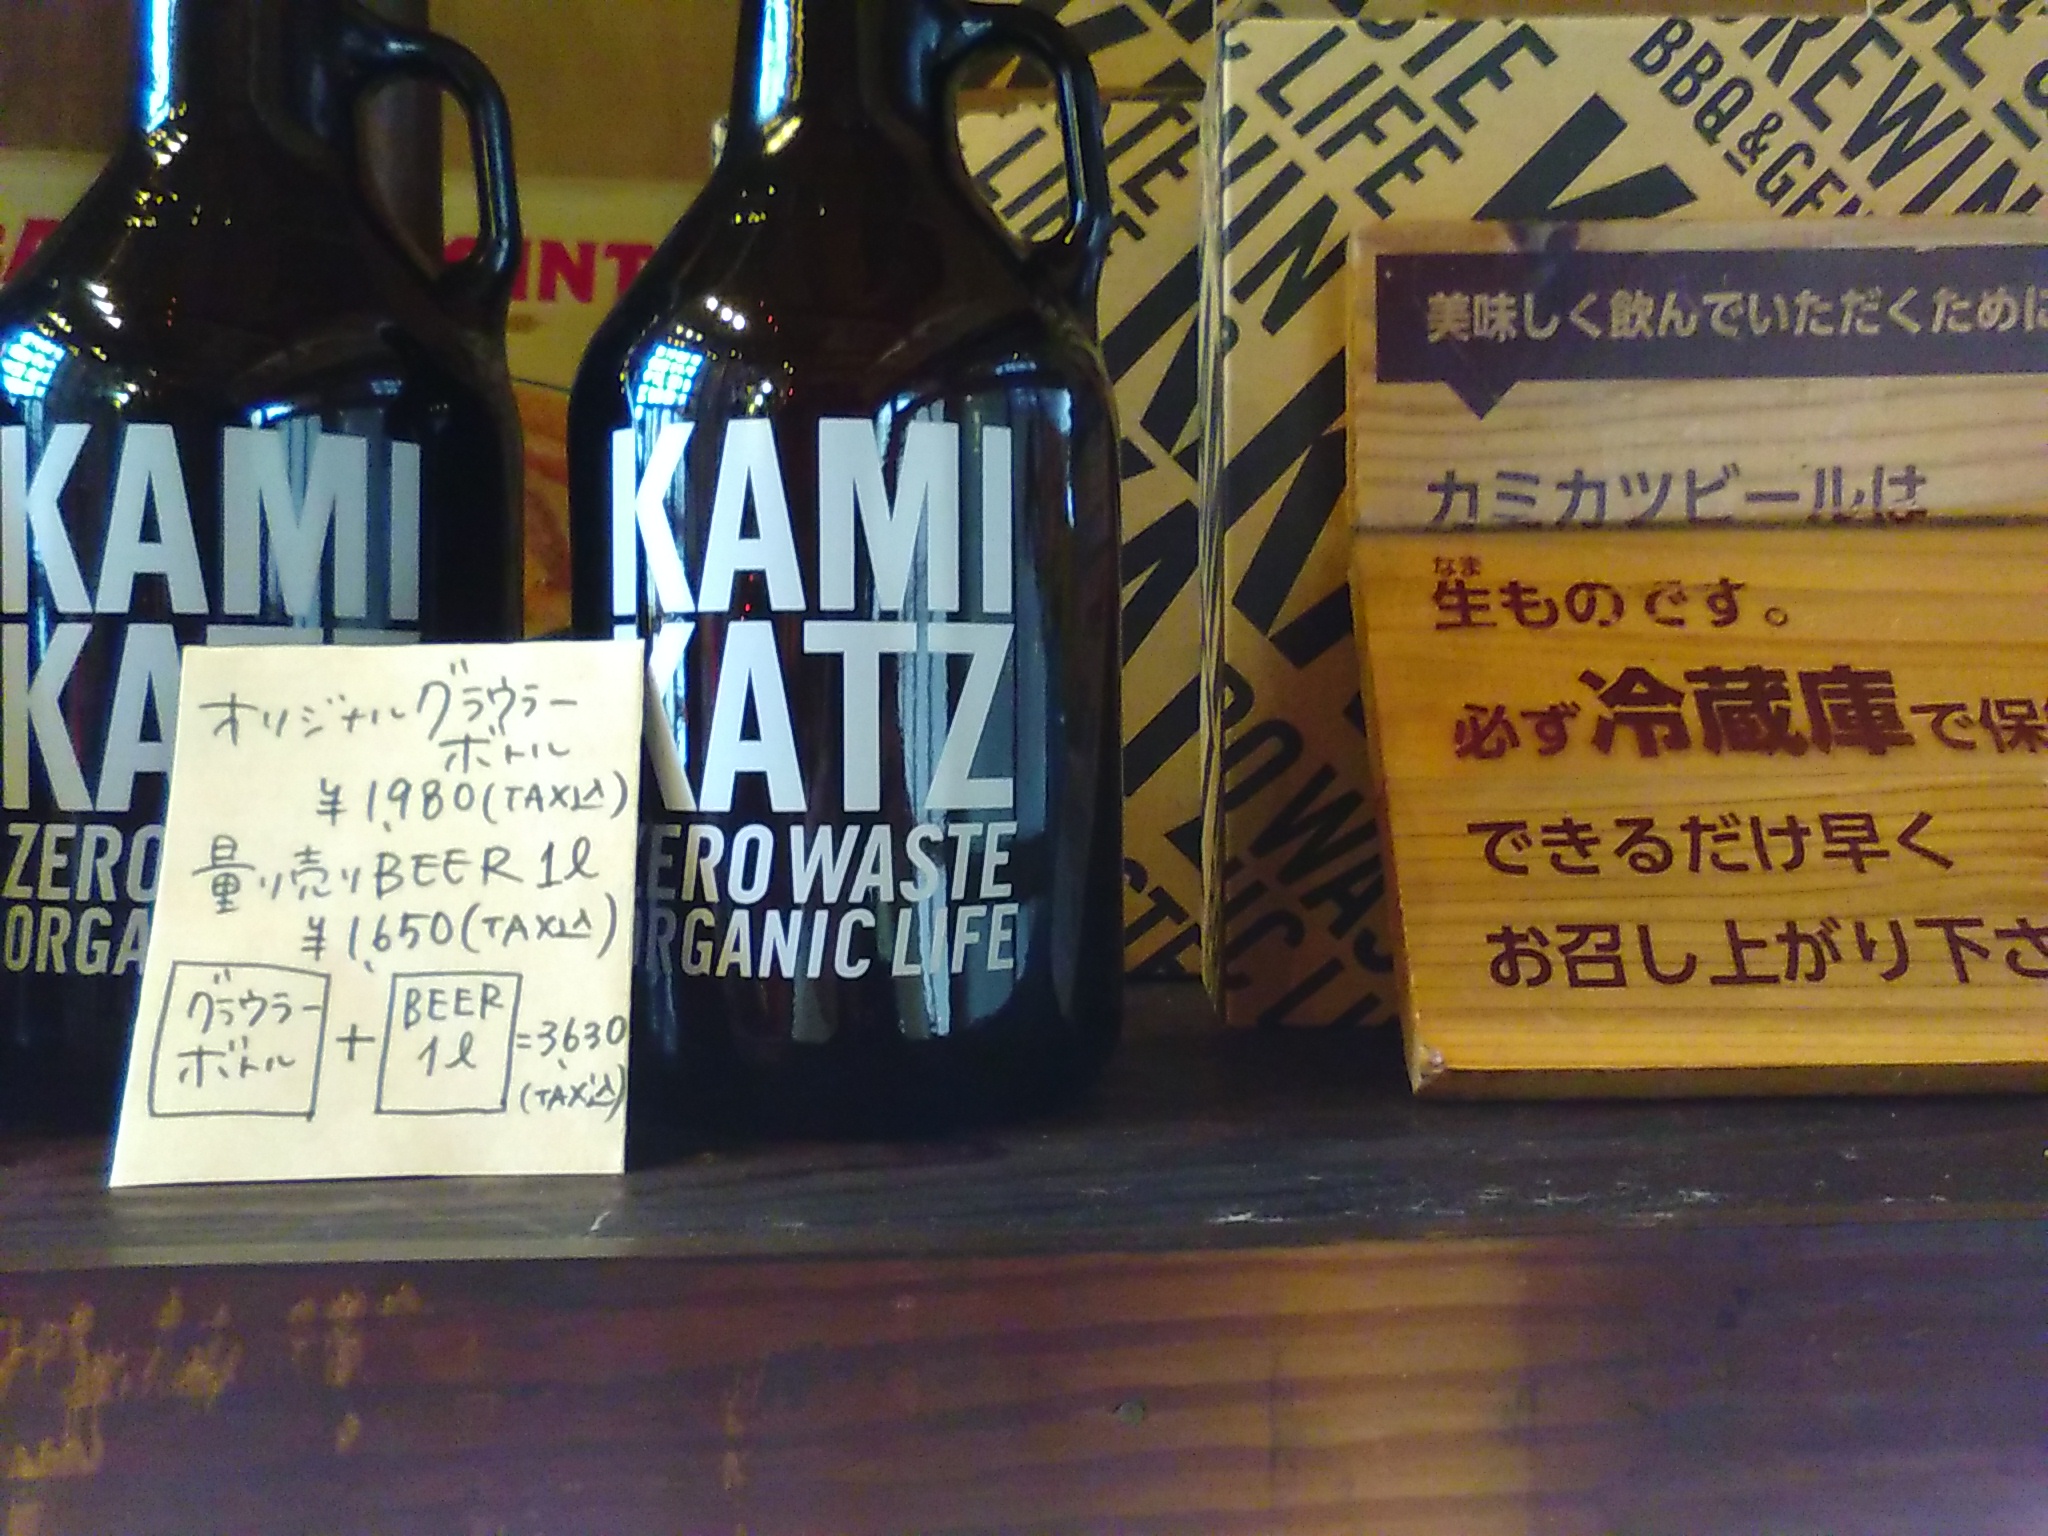 KAMI
KATZ
ZERO WASTE
ORGANIC LIFE
KAMI
KA
ZERO
ORGA
オリジナルグラウラー
ボトル
¥1,980(TAX込)
量り売りBEER 1ℓ
¥1,650(TAX込)
グラウラー
ボトル
+
BEER
1ℓ
=3,630
(TAX込)
美味しく飲んでいただくために
カミカツビールは
なま
生ものです。
必ず冷蔵庫で保
できるだけ早く
お召し上がり下さ
INT
LIFE
BBQ & GEN
REWIN